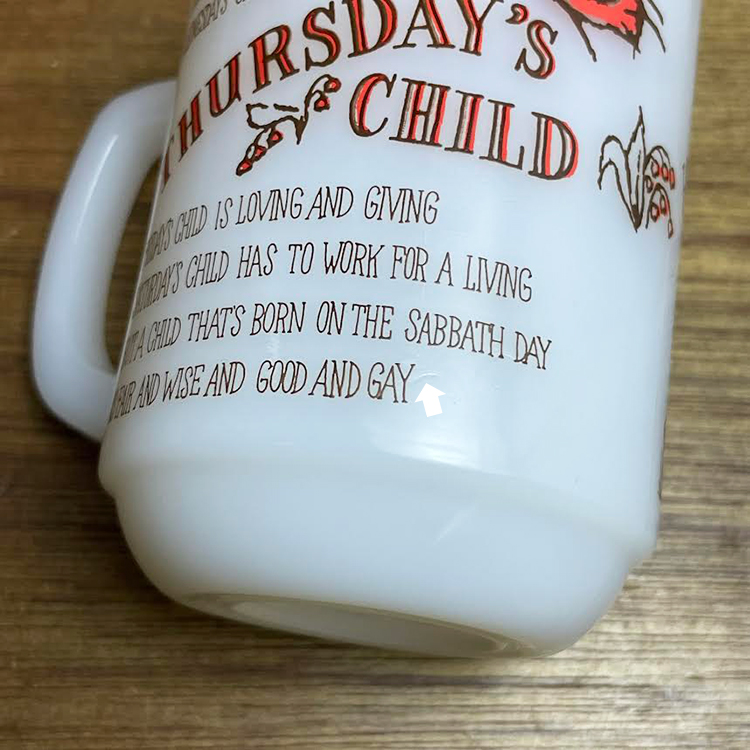 THURSDAY'S
CHILD
CHILD IS LOVING AND GIVING
CHILD HAS TO WORK FOR A LIVING
A CHILD THAT'S BORN ON THE SABBATH DAY
FAIR AND WISE AND GOOD AND GAY